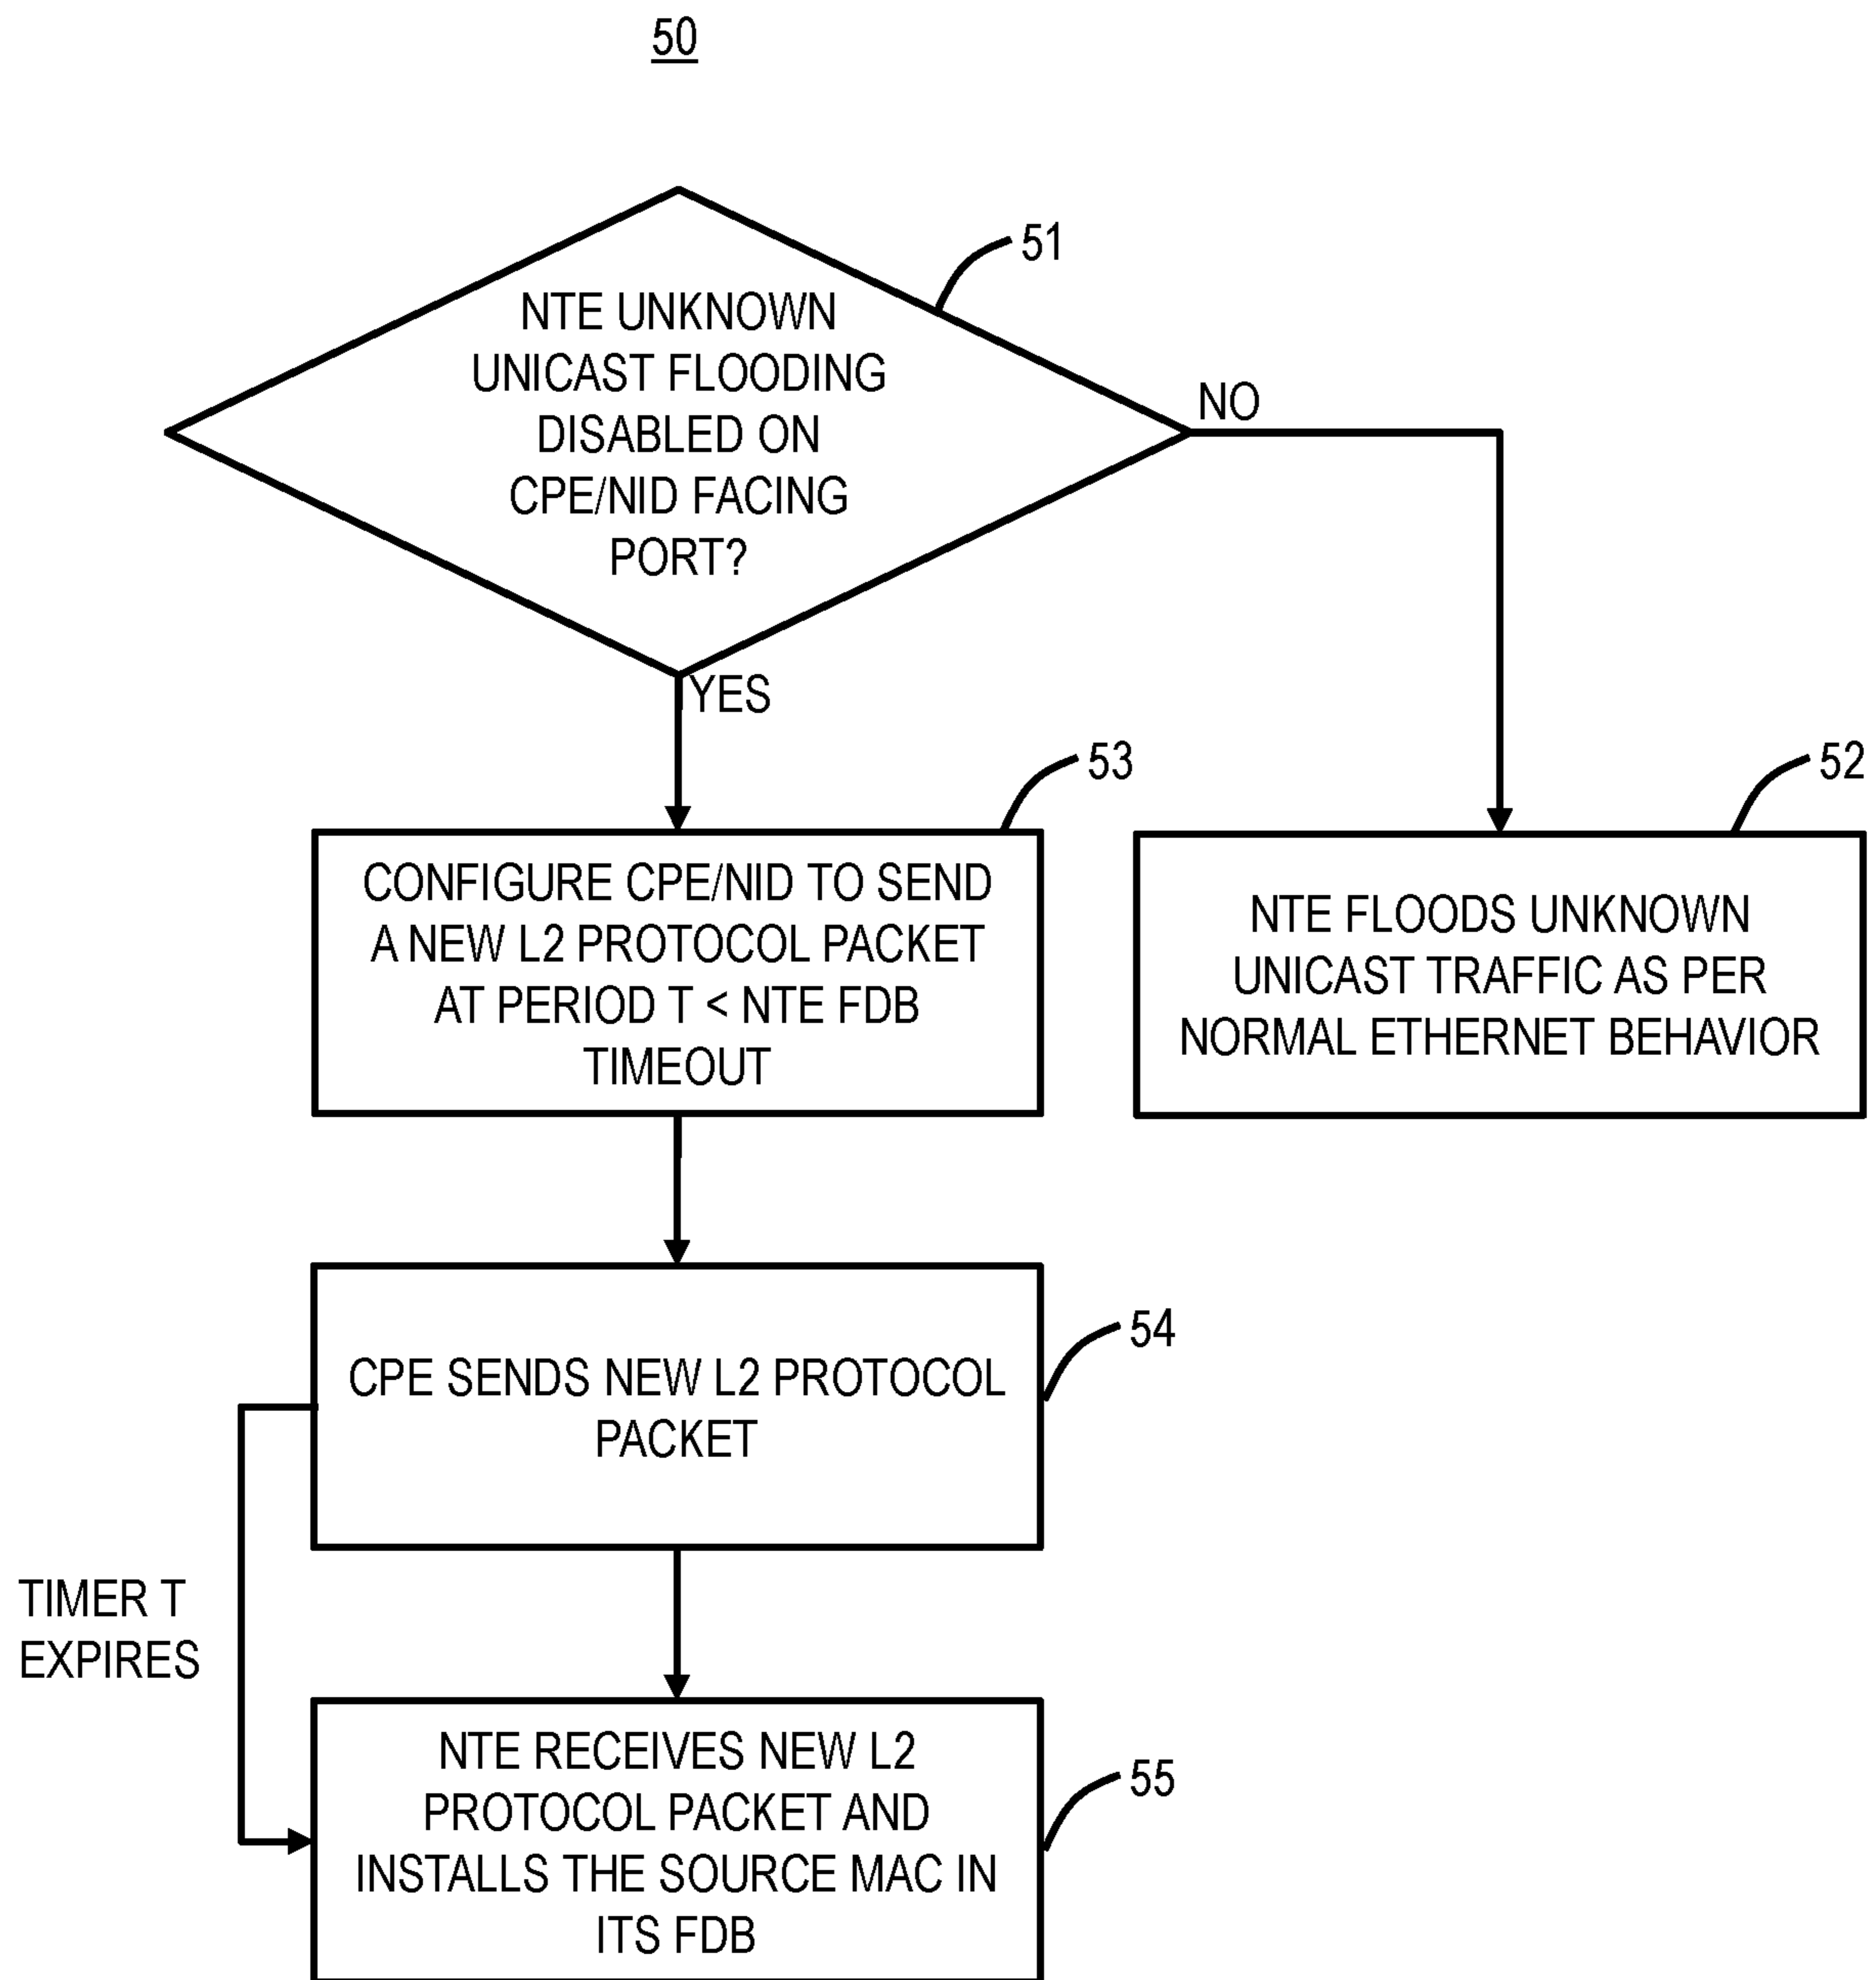 50
51
NTE UNKNOWN
UNICAST FLOODING
DISABLED ON
CPE/NID FACING
PORT?
NO
YES
53
52
CONFIGURE CPE/NID TO SEND
A NEW L2 PROTOCOL PACKET
AT PERIOD T < NTE FDB
TIMEOUT
NTE FLOODS UNKNOWN
UNICAST TRAFFIC AS PER
NORMAL ETHERNET BEHAVIOR
54
CPE SENDS NEW L2 PROTOCOL
PACKET
TIMER T
EXPIRES
NTE RECEIVES NEW L2
PROTOCOL PACKET AND
INSTALLS THE SOURCE MAC IN
ITS FDB
55